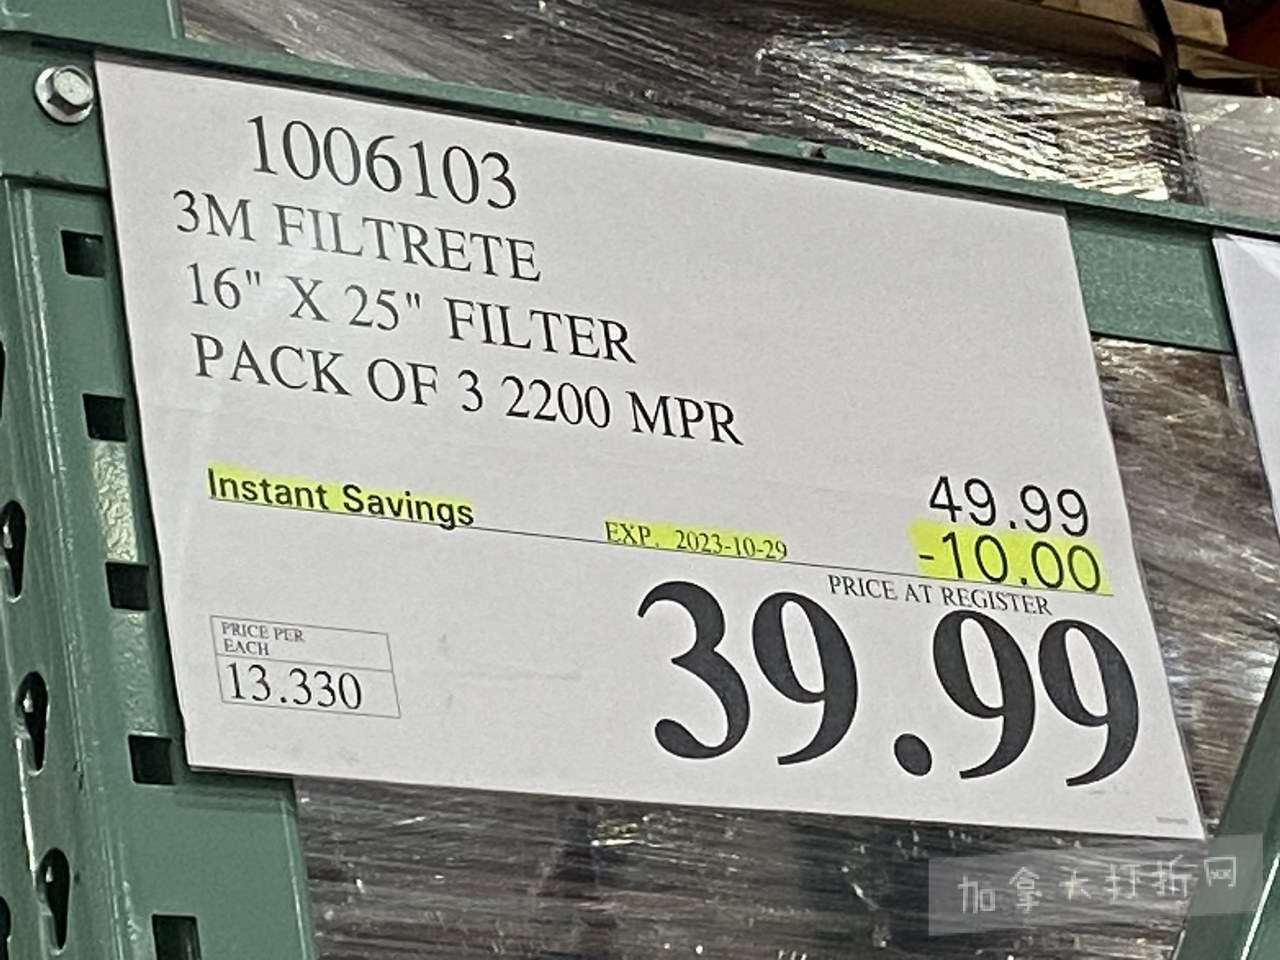 1006103
3M FILTRETE
16" X 25" FILTER
PACK OF 3 2200 MPR
49.99
Instant Savings EXP. 2023-10-29 -10.00
PRICE AT REGISTER
39.99
PRICE PER
EACH
13.330
加拿大打折网